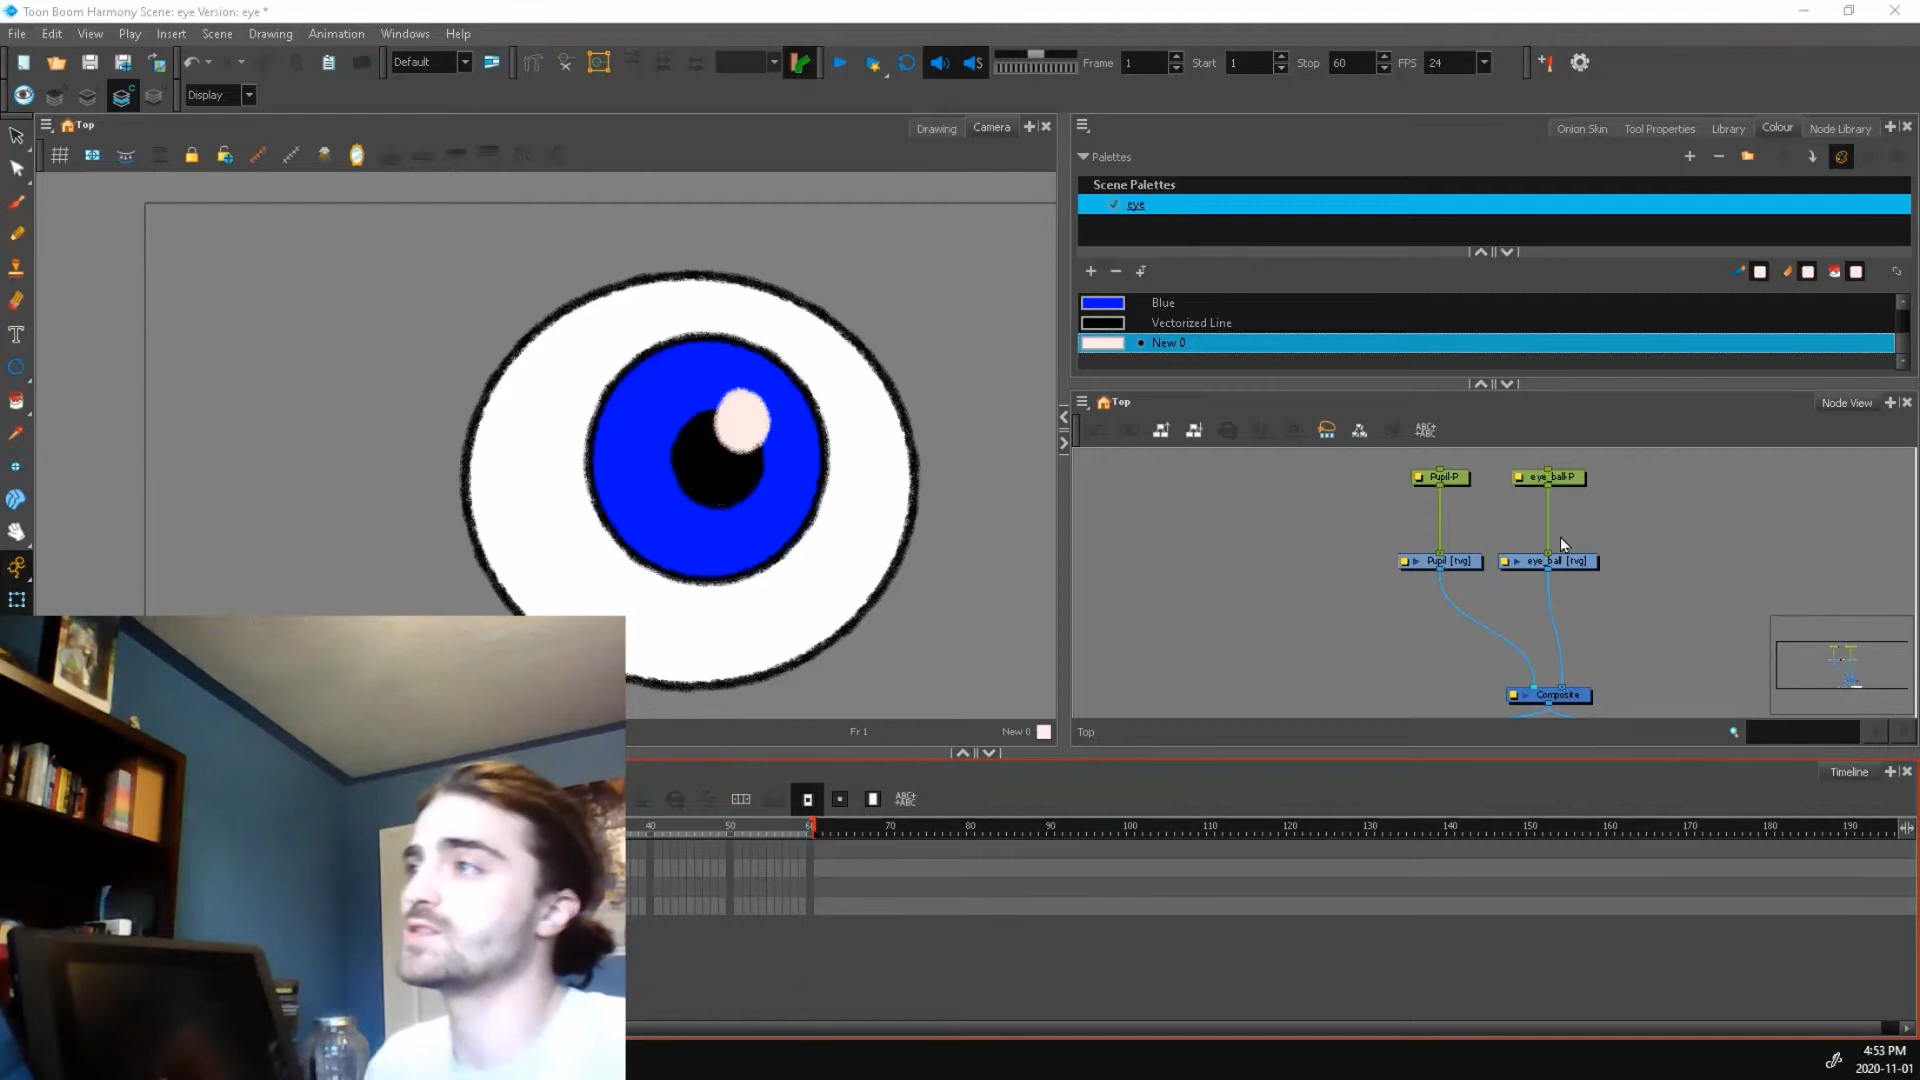 Toon Boom Harmony Scene: eye Version: eye *
File Edit View Play Insert Scene Drawing Animation Windows Help
Default Frame 1 Start 1 Stop 60 FPS 24
Display
Top Drawing Camera
Onion Skin Tool Properties Library Colour Node Library
Palettes
Scene Palettes
eye
Blue
Vectorized Line
New 0
Top Node View
ABC+
+ABC
Pupil-P eye_ball-P
Pupil [tvg] eye_ball [tvg]
Composite
Fr 1 New 0
Top
Timeline
ABC+
+ABC
40 50 60 70 80 90 100 110 120 130 140 150 160 170 180 190
4:53 PM
2020-11-01